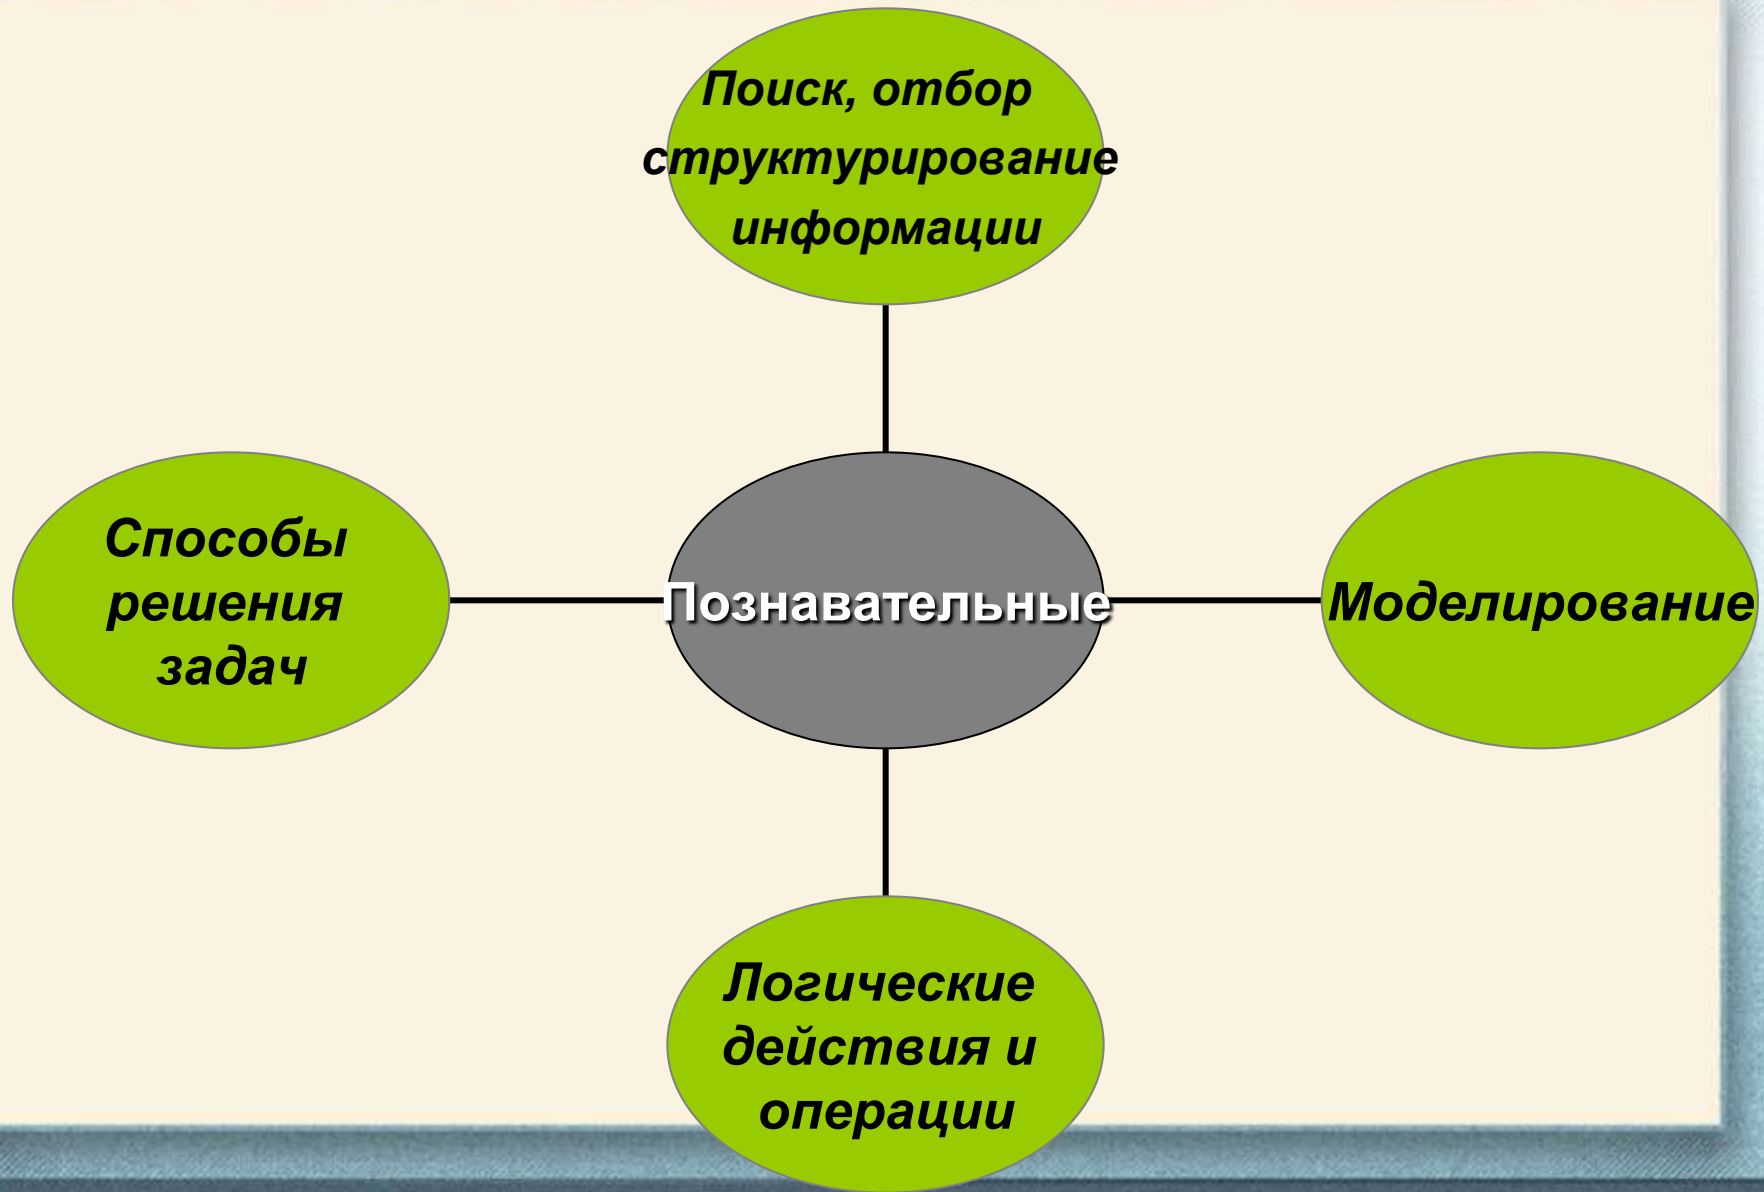 Поиск, отбор
структурирование
информации
Способы
решения
задач
Познавательные
Моделирование
Логические
действия и
операции